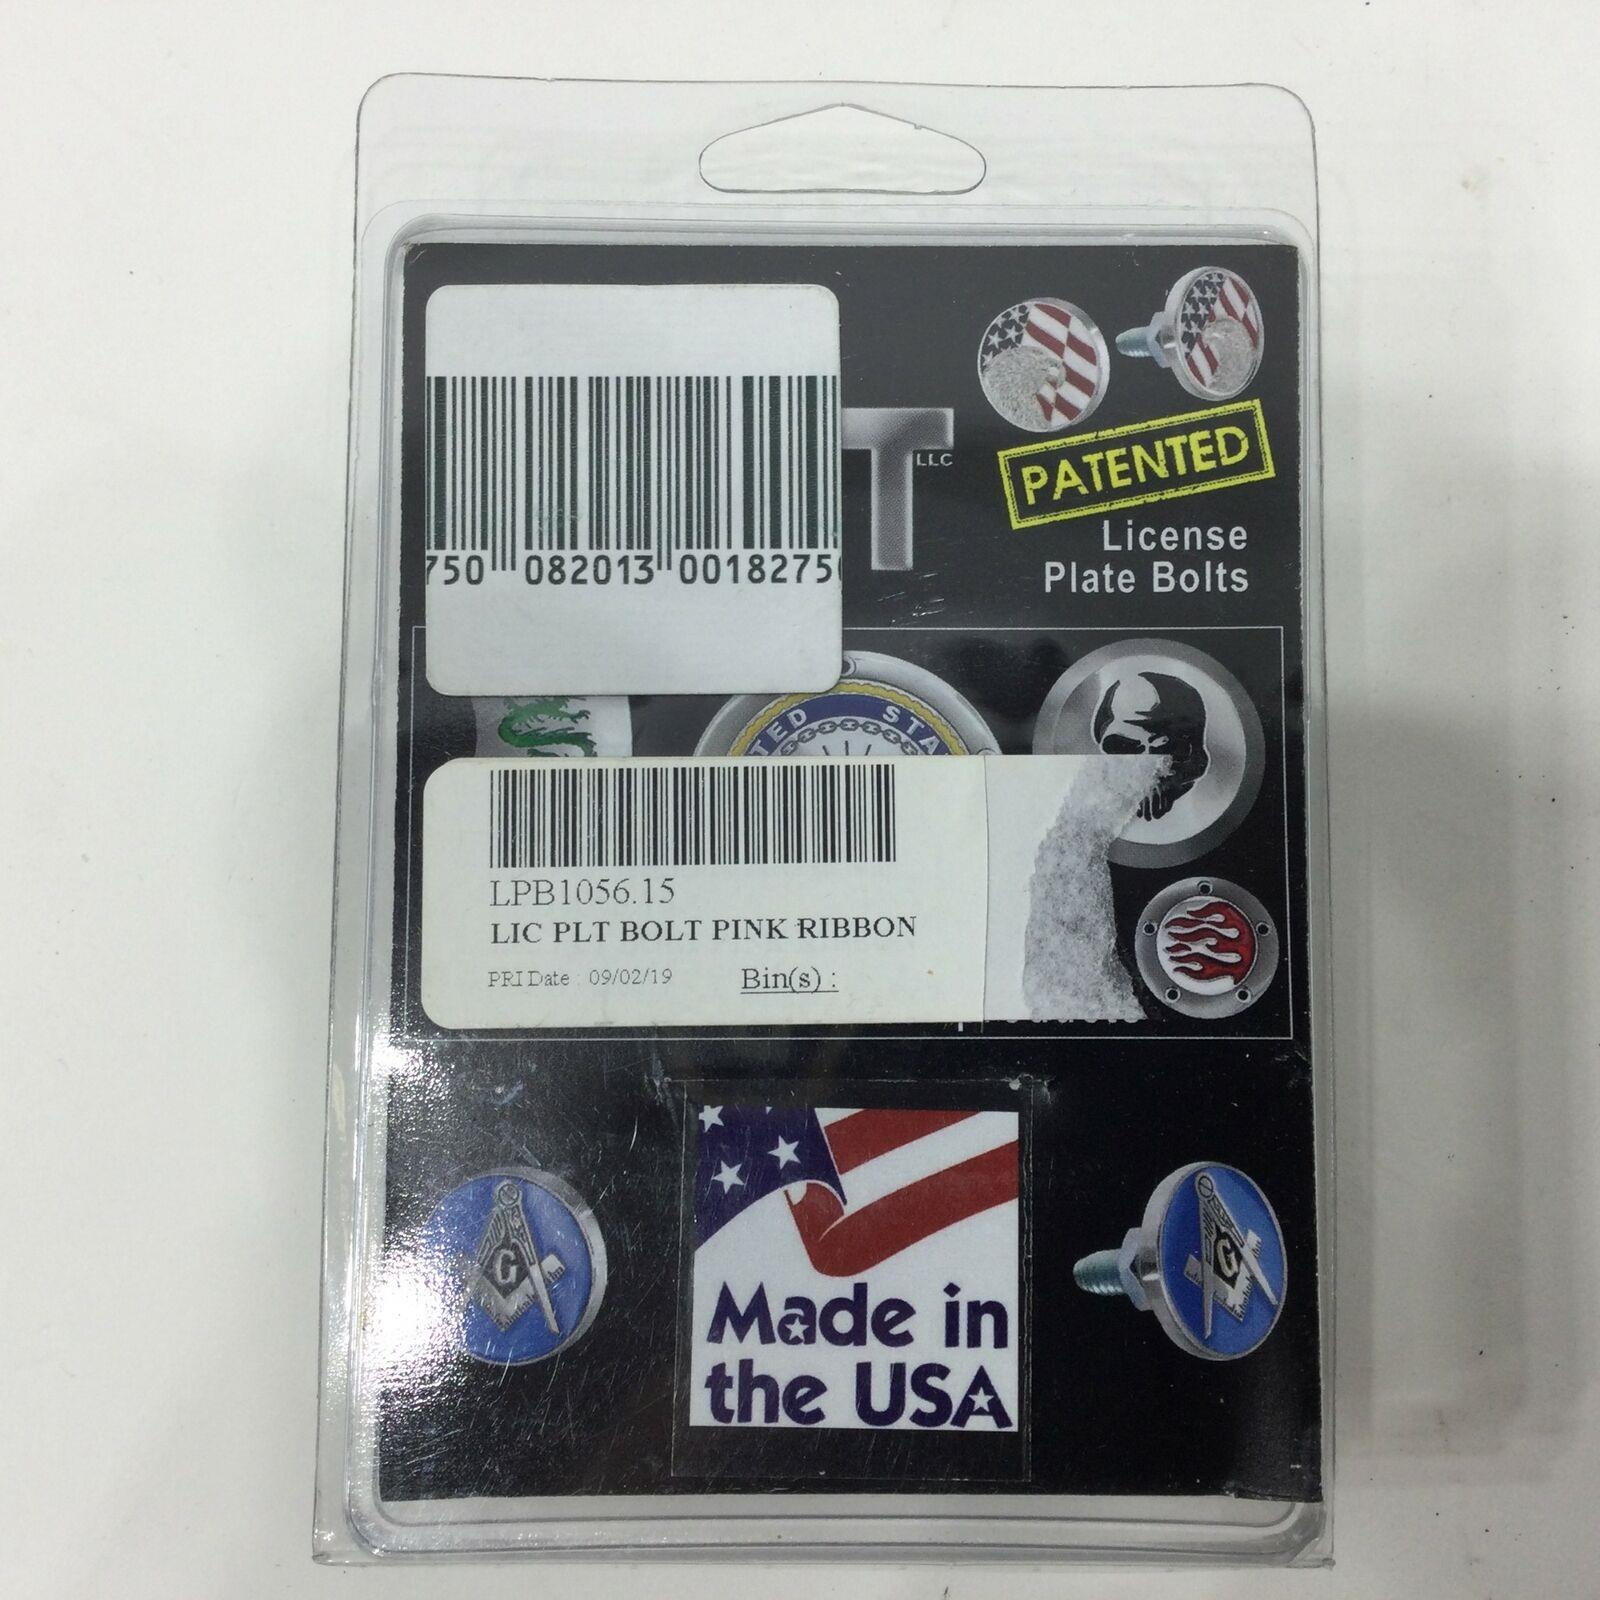 750 082013 00182750
T LLC
PATENTED
License
Plate Bolts
LPB1056.15
LIC PLT BOLT PINK RIBBON
PRI Date : 09/02/19 Bin(s) :
G
G
Made in
the USA